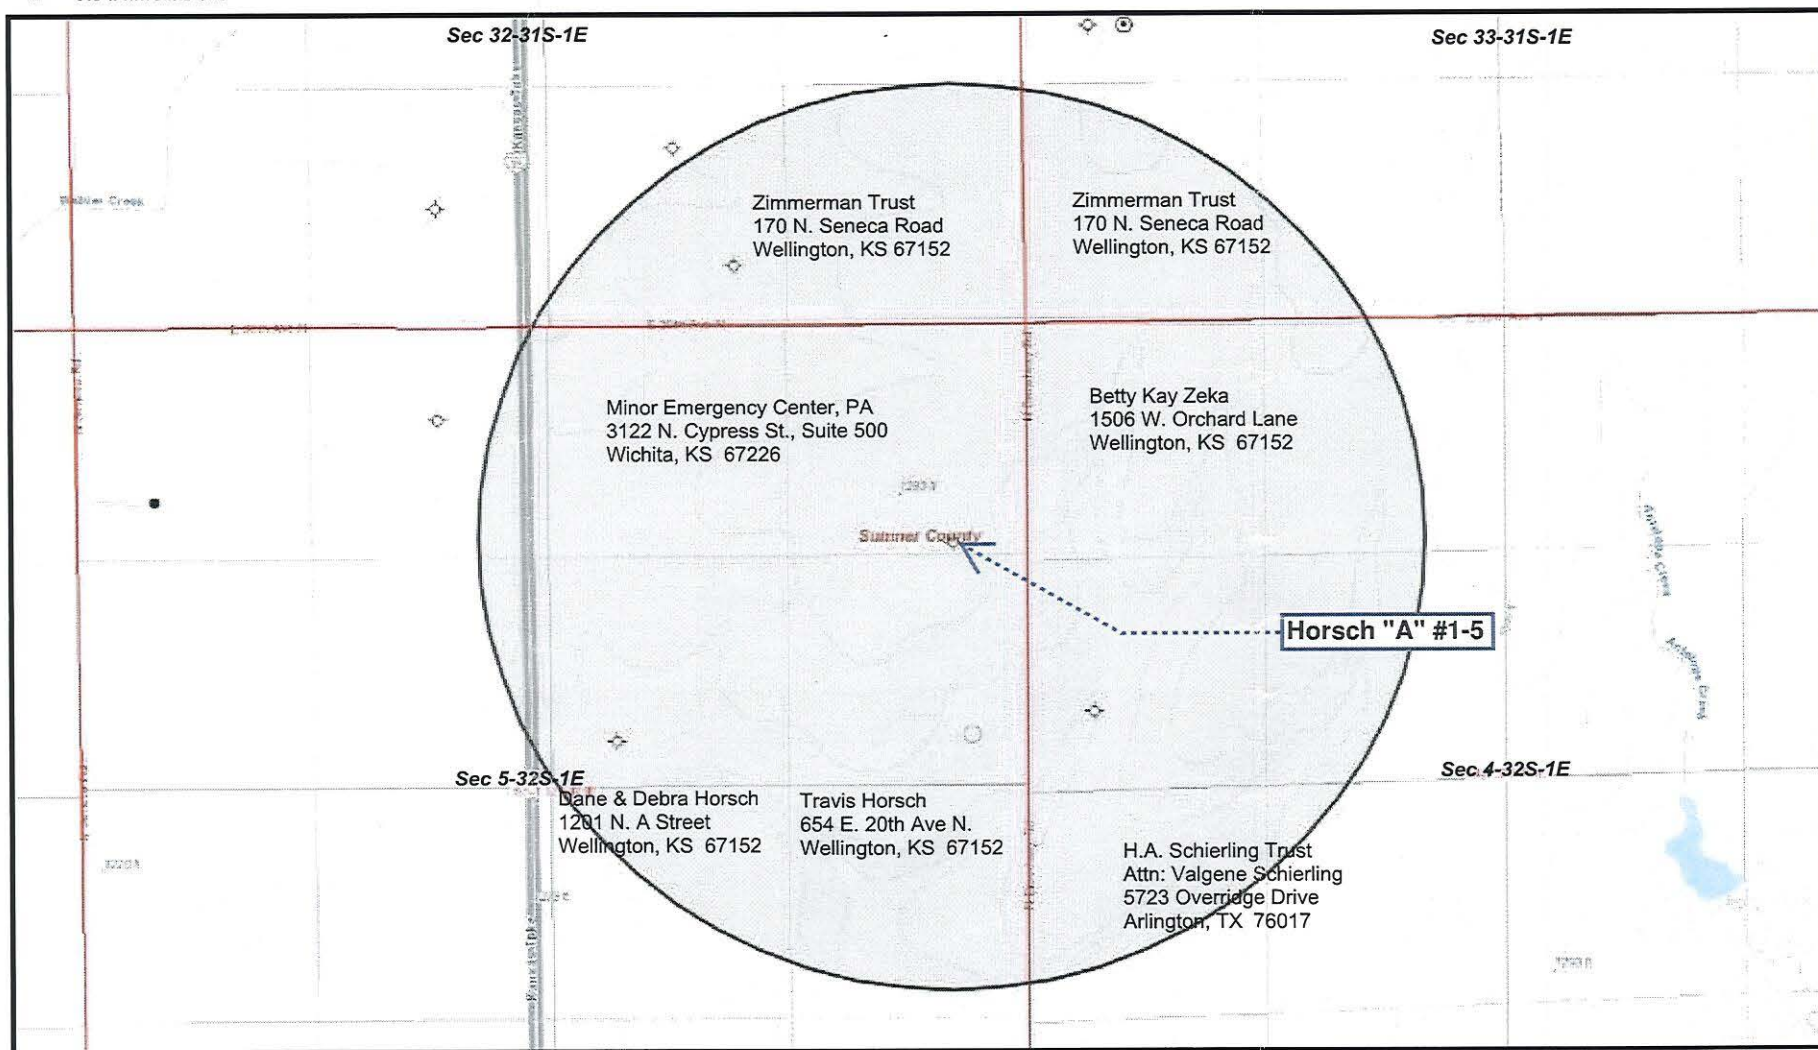 Sec 32-31S-1E
Sec 33-31S-1E
Zimmerman Trust
170 N. Seneca Road
Wellington, KS 67152
Zimmerman Trust
170 N. Seneca Road
Wellington, KS 67152
Minor Emergency Center, PA
3122 N. Cypress St., Suite 500
Wichita, KS  67226
Betty Kay Zeka
1506 W. Orchard Lane
Wellington, KS  67152
Sumner County
Antelope Creek
Horsch "A" #1-5
Antelope Creek
Sec 5-32S-1E
Sec 4-32S-1E
Dane & Debra Horsch
1201 N. A Street
Wellington, KS  67152
Travis Horsch
654 E. 20th Ave N.
Wellington, KS  67152
H.A. Schierling Trust
Attn: Valgene Schierling
5723 Overridge Drive
Arlington, TX  76017